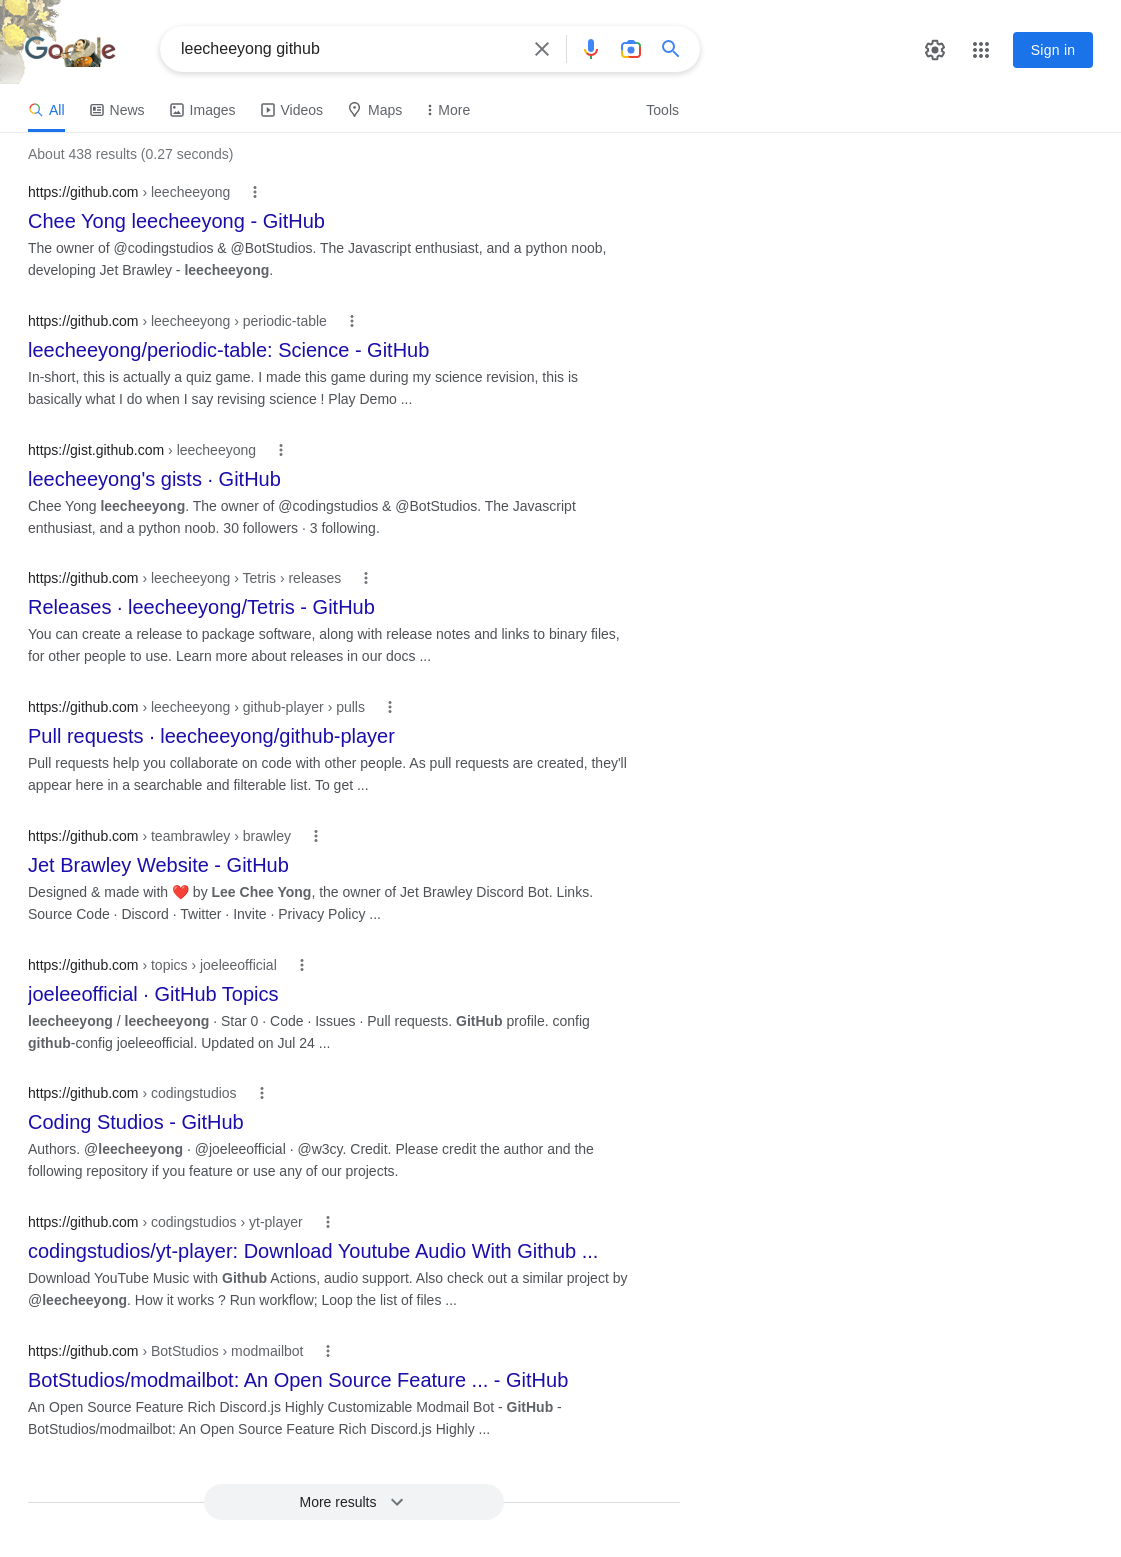 Google
leecheeyong github
Sign in
All News Images Videos Maps More Tools
About 438 results (0.27 seconds)
https://github.com › leecheeyong
Chee Yong leecheeyong - GitHub
The owner of @codingstudios & @BotStudios. The Javascript enthusiast, and a python noob,
developing Jet Brawley - leecheeyong.
https://github.com › leecheeyong › periodic-table
leecheeyong/periodic-table: Science - GitHub
In-short, this is actually a quiz game. I made this game during my science revision, this is
basically what I do when I say revising science ! Play Demo ...
https://gist.github.com › leecheeyong
leecheeyong's gists · GitHub
Chee Yong leecheeyong. The owner of @codingstudios & @BotStudios. The Javascript
enthusiast, and a python noob. 30 followers · 3 following.
https://github.com › leecheeyong › Tetris › releases
Releases · leecheeyong/Tetris - GitHub
You can create a release to package software, along with release notes and links to binary files,
for other people to use. Learn more about releases in our docs ...
https://github.com › leecheeyong › github-player › pulls
Pull requests · leecheeyong/github-player
Pull requests help you collaborate on code with other people. As pull requests are created, they'll
appear here in a searchable and filterable list. To get ...
https://github.com › teambrawley › brawley
Jet Brawley Website - GitHub
Designed & made with ❤️ by Lee Chee Yong, the owner of Jet Brawley Discord Bot. Links.
Source Code · Discord · Twitter · Invite · Privacy Policy ...
https://github.com › topics › joeleeofficial
joeleeofficial · GitHub Topics
leecheeyong / leecheeyong · Star 0 · Code · Issues · Pull requests. GitHub profile. config
github-config joeleeofficial. Updated on Jul 24 ...
https://github.com › codingstudios
Coding Studios - GitHub
Authors. @leecheeyong · @joeleeofficial · @w3cy. Credit. Please credit the author and the
following repository if you feature or use any of our projects.
https://github.com › codingstudios › yt-player
codingstudios/yt-player: Download Youtube Audio With Github ...
Download YouTube Music with Github Actions, audio support. Also check out a similar project by
@leecheeyong. How it works ? Run workflow; Loop the list of files ...
https://github.com › BotStudios › modmailbot
BotStudios/modmailbot: An Open Source Feature ... - GitHub
An Open Source Feature Rich Discord.js Highly Customizable Modmail Bot - GitHub -
BotStudios/modmailbot: An Open Source Feature Rich Discord.js Highly ...
More results